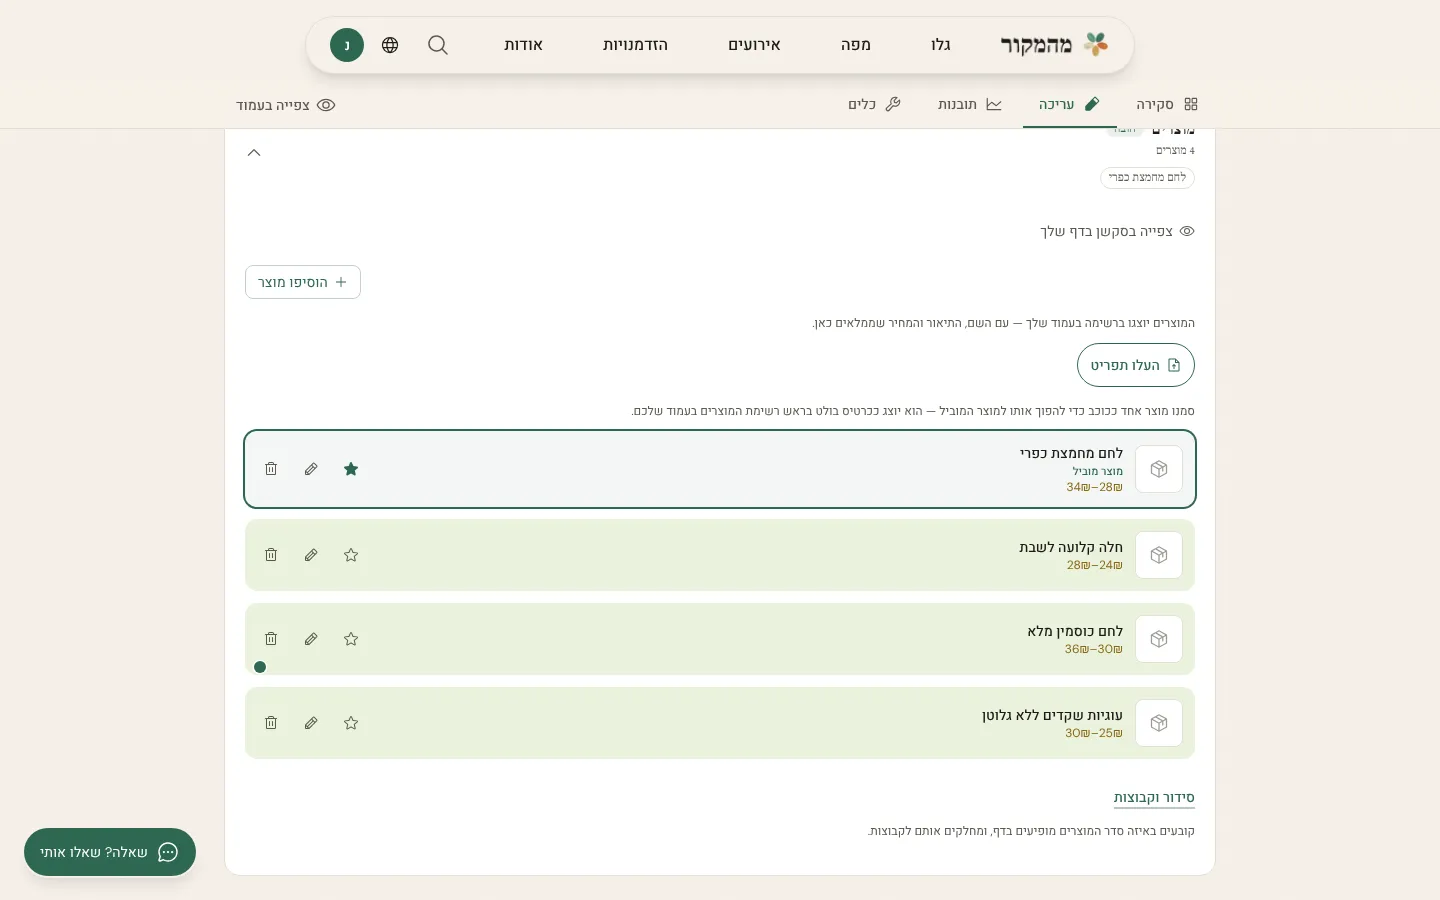 מהמקור
גלו
מפה
אירועים
הזדמנויות
אודות
נ
סקירה
עריכה
תובנות
כלים
צפייה בעמוד
מוצרים
חובה
4 מוצרים
לחם מחמצת כפרי
צפייה בסקשן בדף שלך
הוסיפו מוצר
המוצרים יוצגו ברשימה בעמוד שלך — עם השם, התיאור והמחיר שממלאים כאן.
העלו תפריט
סמנו מוצר אחד ככוכב כדי להפוך אותו למוצר המוביל — הוא יוצג ככרטיס בולט בראש רשימת המוצרים בעמוד שלכם.
לחם מחמצת כפרי
מוצר מוביל
₪28–₪34
חלה קלועה לשבת
₪24–₪28
לחם כוסמין מלא
₪30–₪36
עוגיות שקדים ללא גלוטן
₪25–₪30
סידור וקבוצות
קובעים באיזה סדר המוצרים מופיעים בדף, ומחלקים אותם לקבוצות.
שאלה? שאלו אותי